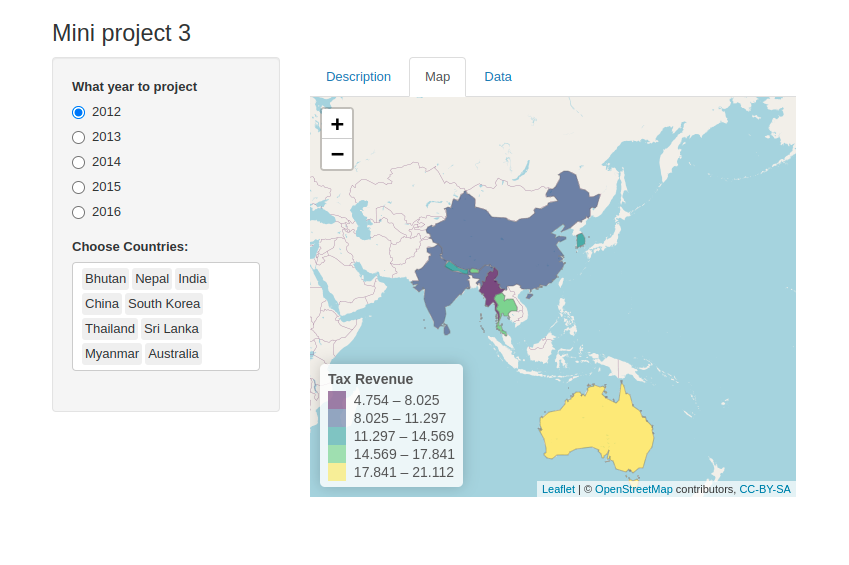 Mini project 3
What year to project
2012
2013
2014
2015
2016
Choose Countries:
Bhutan Nepal India
China South Korea
Thailand Sri Lanka
Myanmar Australia
Description Map Data
+
−
Tax Revenue
4.754 – 8.025
8.025 – 11.297
11.297 – 14.569
14.569 – 17.841
17.841 – 21.112
Leaflet | © OpenStreetMap contributors, CC-BY-SA